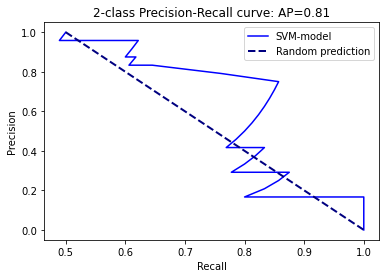 2-class Precision-Recall curve: AP=0.81
SVM-model
Random prediction
Precision
1.0
0.8
0.6
0.4
0.2
0.0
0.5
0.6
0.7
0.8
0.9
1.0
Recall